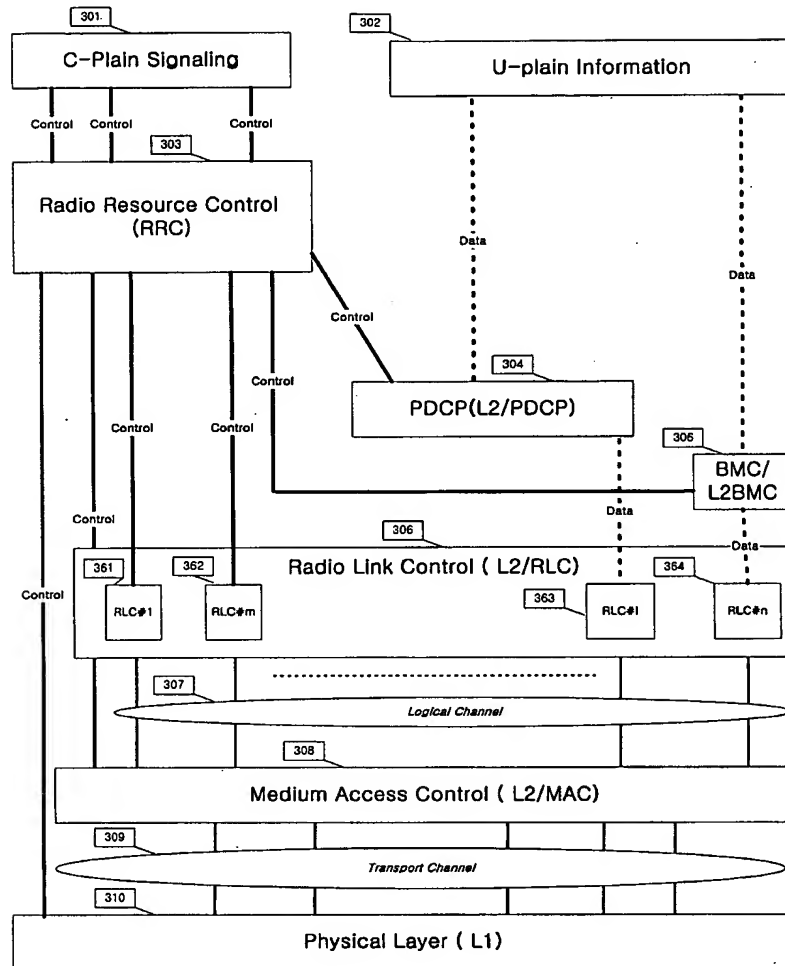 301
C-Plain Signaling
302
U-plain Information
Control
Control
Control
303
Radio Resource Control
(RRC)
Data
Data
Control
304
PDCP(L2/PDCP)
Control
Control
Control
305
BMC/
L2BMC
Data
Control
306
Data
Radio Link Control ( L2/RLC)
361
362
363
364
Control
RLC#1
RLC#m
RLC#l
RLC#n
307
Logical Channel
308
Medium Access Control ( L2/MAC)
309
Transport Channel
310
Physical Layer ( L1)